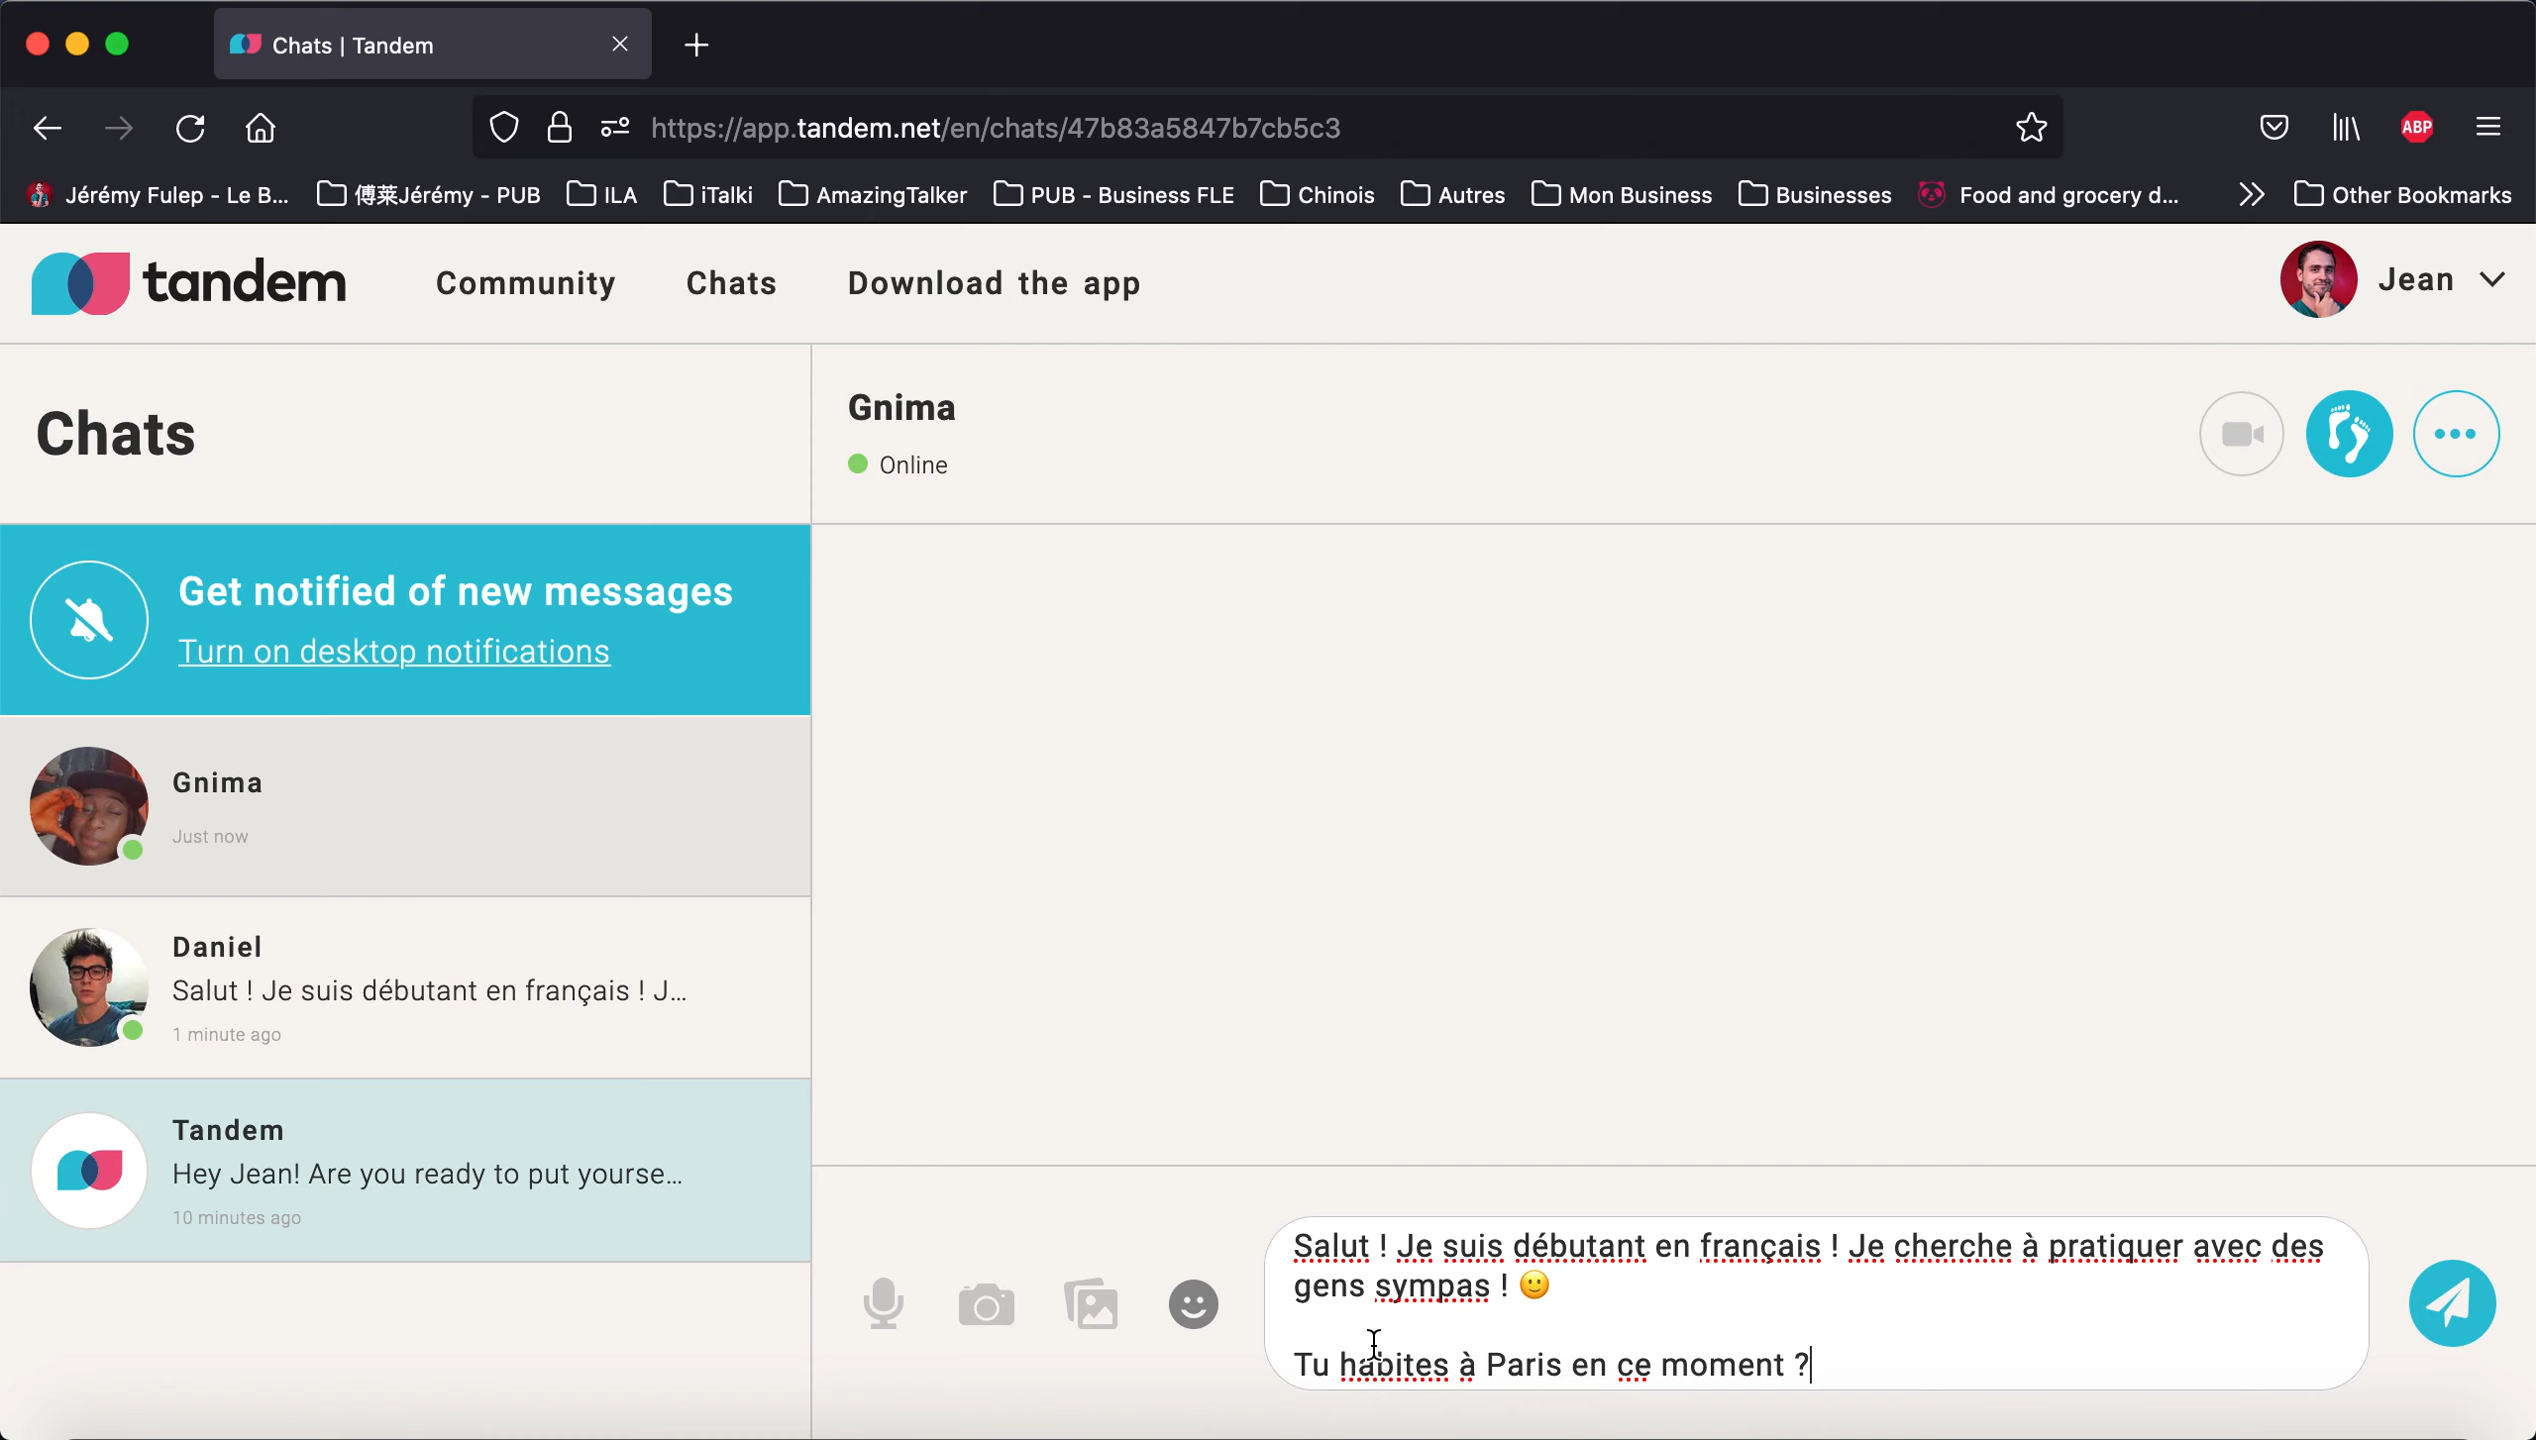 Chats | Tandem
https://app.tandem.net/en/chats/47b83a5847b7cb5c3
ABP
Jérémy Fulep - Le B...
傅莱Jérémy - PUB
ILA
iTalki
AmazingTalker
PUB - Business FLE
Chinois
Autres
Mon Business
Businesses
Food and grocery d...
Other Bookmarks
tandem
Community
Chats
Download the app
Jean
Chats
Gnima
Online
Get notified of new messages
Turn on desktop notifications
Gnima
Just now
Daniel
Salut ! Je suis débutant en français ! J...
1 minute ago
Tandem
Hey Jean! Are you ready to put yourse...
10 minutes ago
Salut ! Je suis débutant en français ! Je cherche à pratiquer avec des
gens sympas ! 🙂
Tu habites à Paris en ce moment ?